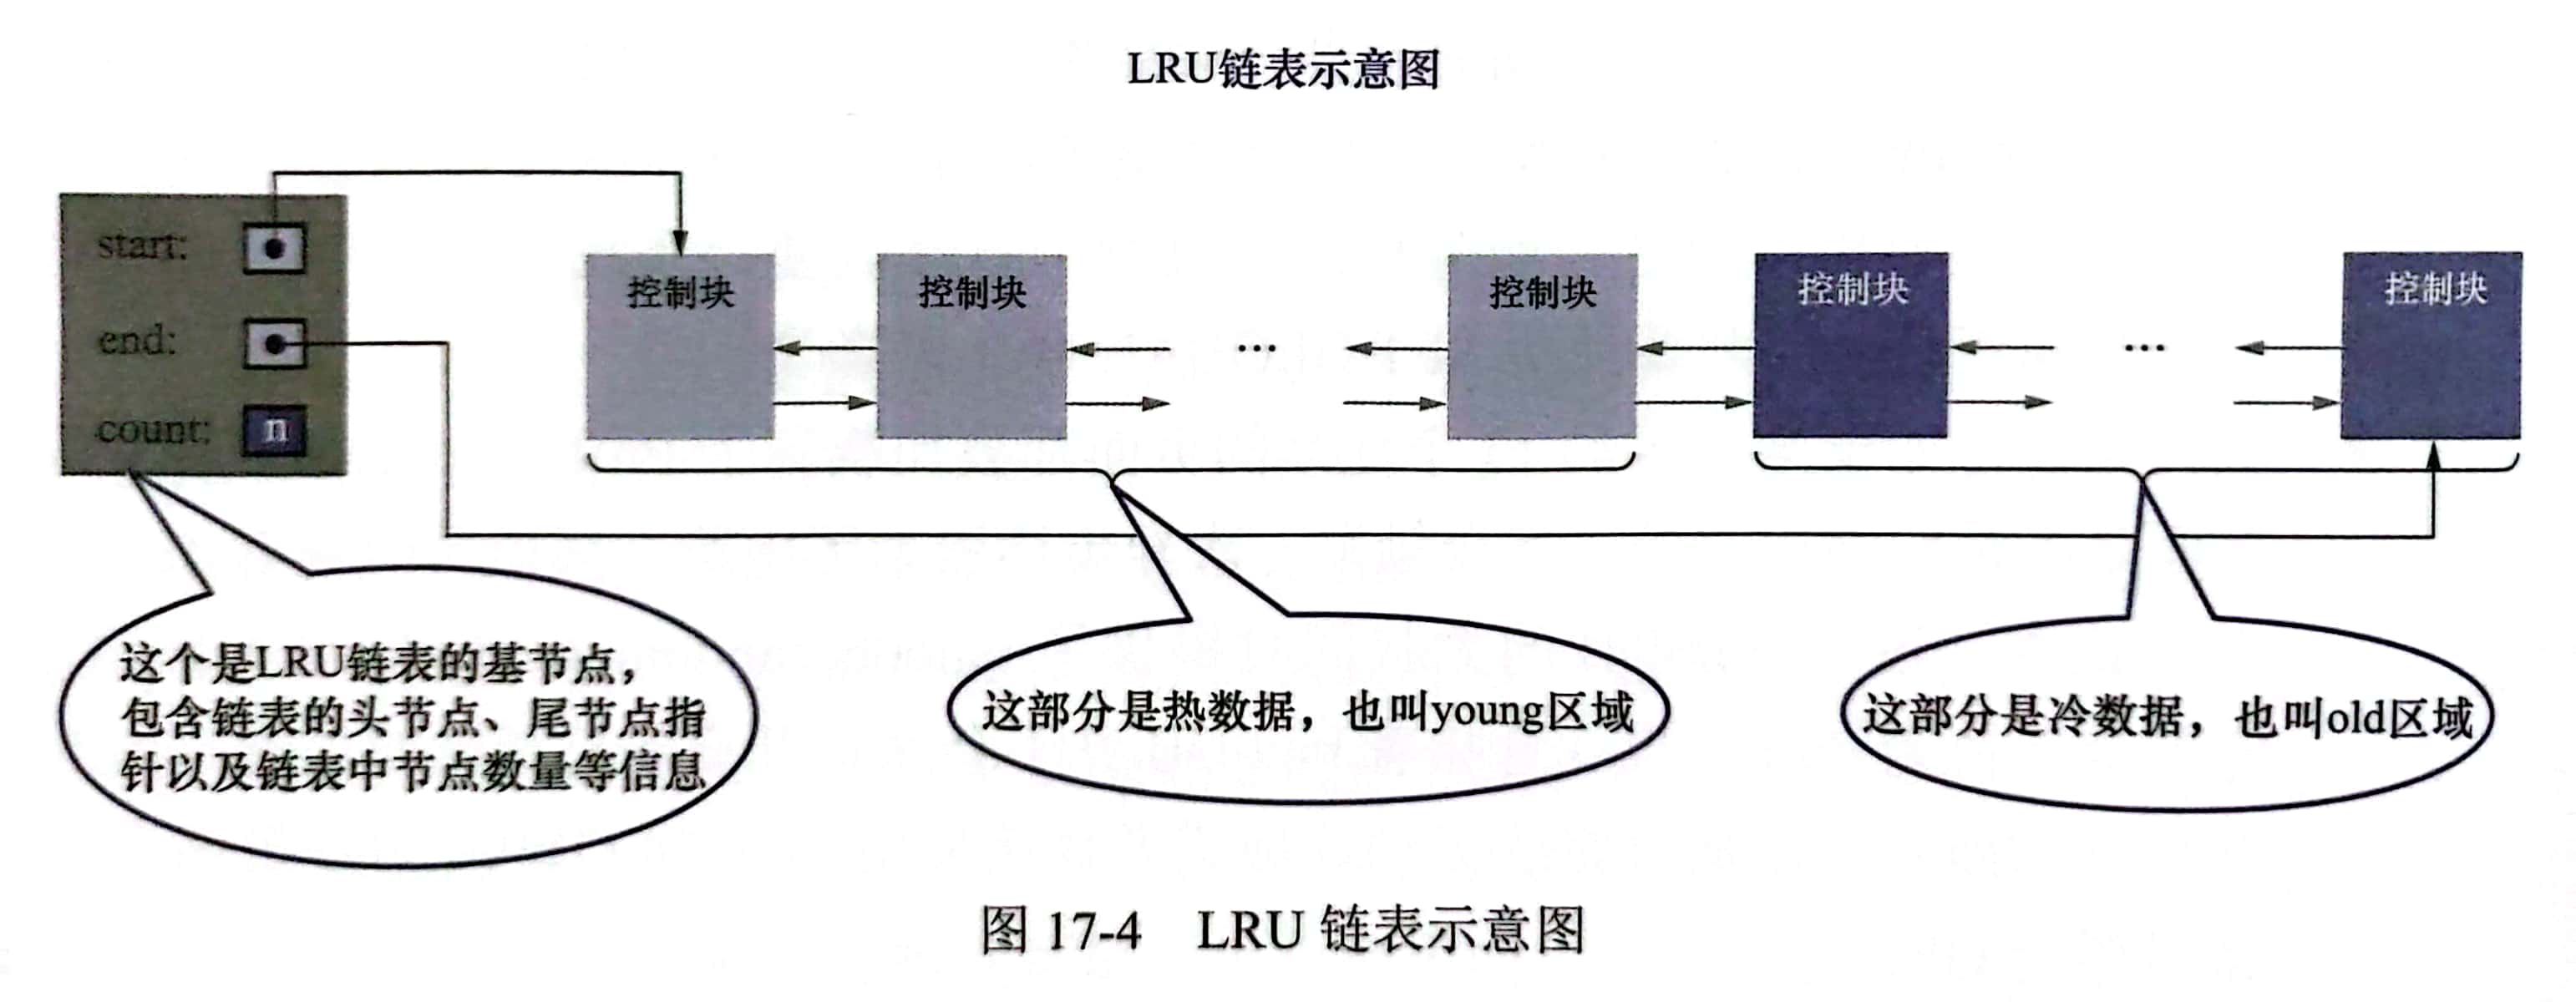 LRU链表示意图
start:
end:
count: n
控制块
控制块
...
控制块
控制块
...
控制块
这个是LRU链表的基节点，
包含链表的头节点、尾节点指
针以及链表中节点数量等信息
这部分是热数据，也叫young区域
这部分是冷数据，也叫old区域
图 17-4 LRU 链表示意图